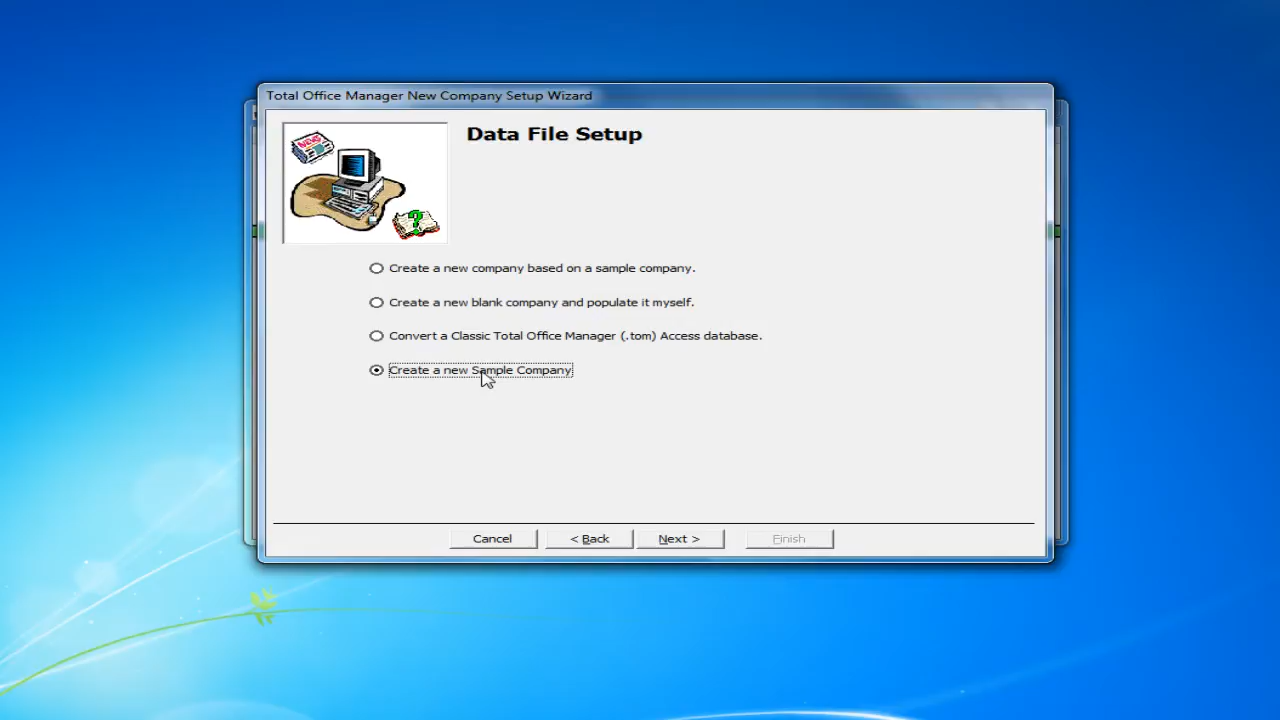 Total Office Manager New Company Setup Wizard
Data File Setup
NEWS
?
Create a new company based on a sample company.
Create a new blank company and populate it myself.
Convert a Classic Total Office Manager (.tom) Access database.
Create a new Sample Company
Cancel
< Back
Next >
Finish